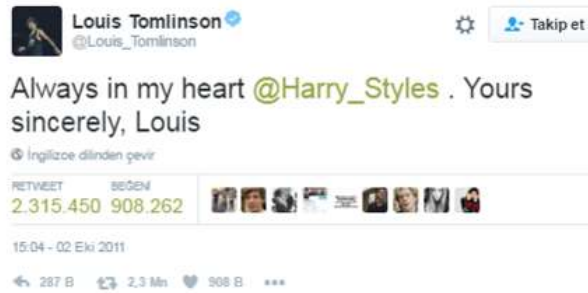 Louis Tomlinson
@Louis_Tomlinson
Takip et
Always in my heart @Harry_Styles . Yours
sincerely, Louis
İngilizce dilinden çevir
RETWEET BEĞENİ
2.315.450 908.262
15:04 - 02 Eki 2011
287 B 2,3 Mn 908 B